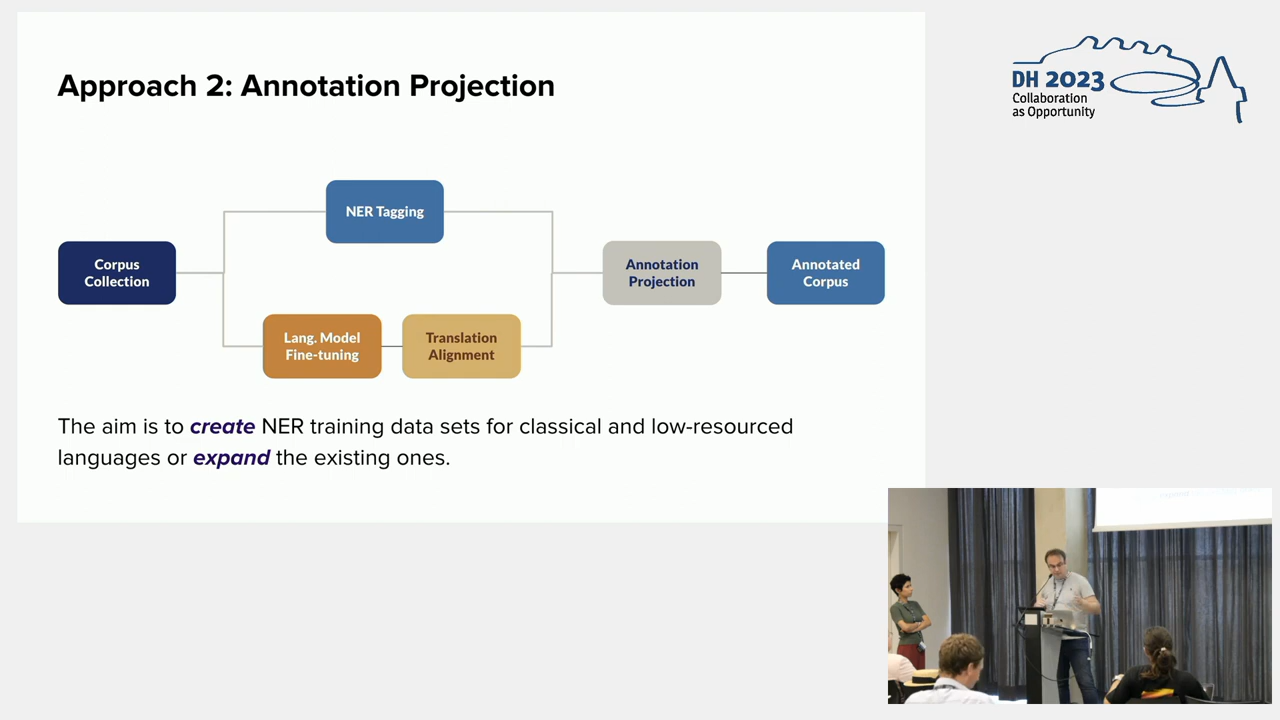 Approach 2: Annotation Projection
DH 2023
Collaboration
as Opportunity
NER Tagging
Corpus
Collection
Annotation
Projection
Annotated
Corpus
Lang. Model
Fine-tuning
Translation
Alignment
The aim is to create NER training data sets for classical and low-resourced
languages or expand the existing ones.